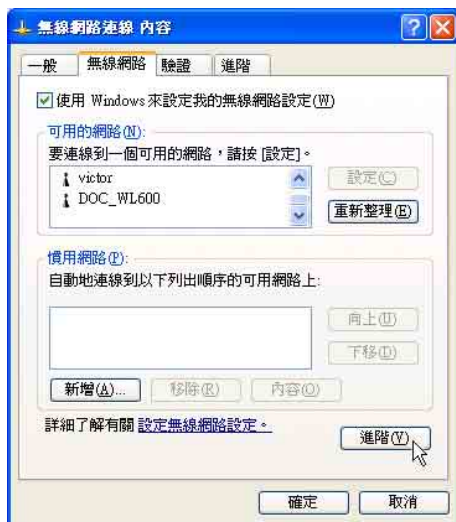 無線網路連線 內容
一般 無線網路 驗證 進階
使用 Windows 來設定我的無線網路設定(W)
可用的網路(N):
要連線到一個可用的網路，請按 [設定]。
victor
DOC_WL600
設定(C)
重新整理(E)
慣用網路(P):
自動地連線到以下列出順序的可用網路上:
向上(U)
下移(D)
新增(A)... 移除(R) 內容(O)
詳細了解有關 設定無線網路設定。
進階(V)
確定 取消